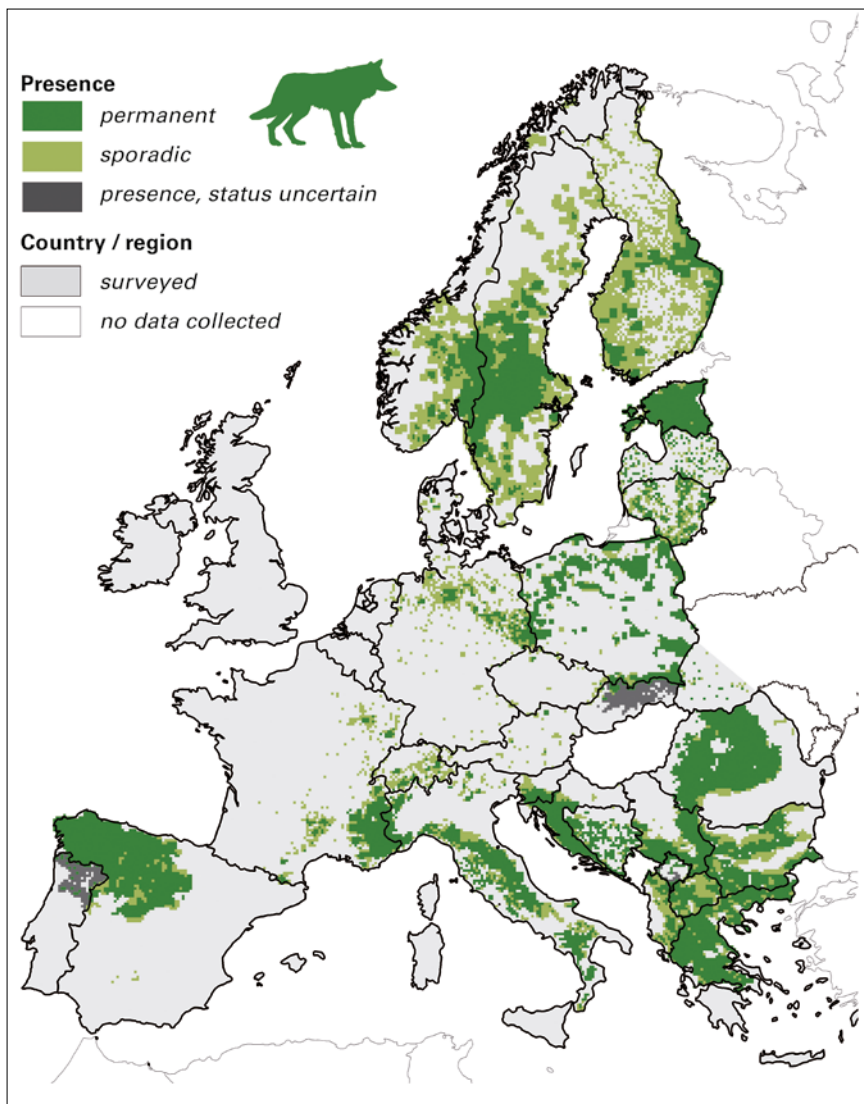 Presence
permanent
sporadic
presence, status uncertain
Country / region
surveyed
no data collected